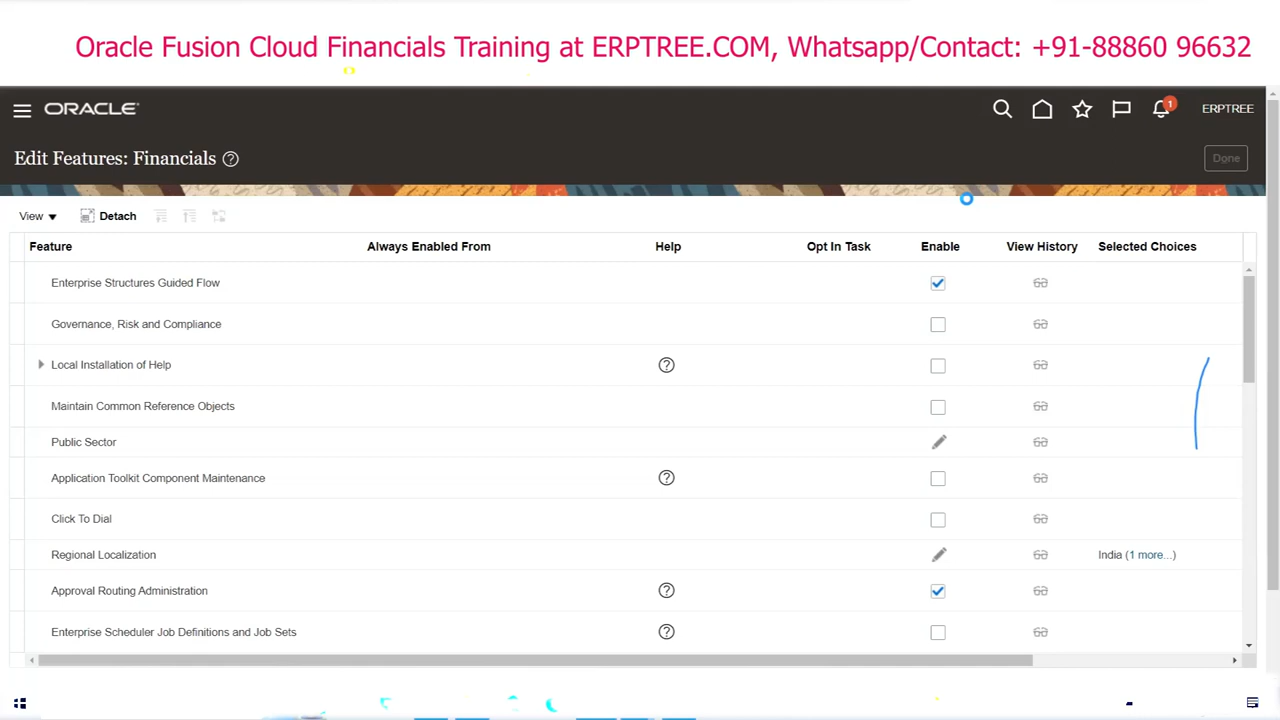 Oracle Fusion Cloud Financials Training at ERPTREE.COM, Whatsapp/Contact: +91-88860 96632
ORACLE
1
ERPTREE
Edit Features: Financials
Done
View
Detach
Feature Always Enabled From Help Opt In Task Enable View History Selected Choices
Enterprise Structures Guided Flow
Governance, Risk and Compliance
Local Installation of Help
Maintain Common Reference Objects
Public Sector
Application Toolkit Component Maintenance
Click To Dial
Regional Localization India (1 more...)
Approval Routing Administration
Enterprise Scheduler Job Definitions and Job Sets